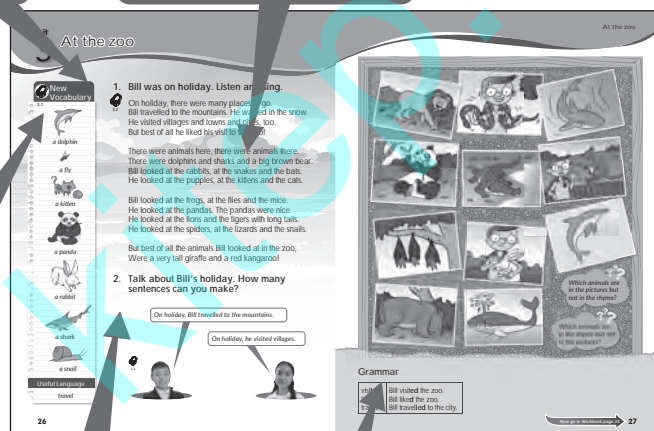 At the zoo
At the zoo
New
Vocabulary
a dolphin
a fly
a kitten
a panda
a rabbit
a shark
a snail
Useful Language
travel
26
1. Bill was on holiday. Listen and sing.
On holiday, there were many places to go.
Bill travelled to the mountains. He walked in the snow.
He visited villages and towns and cities, too.
But best of all he liked his visit to the zoo!
There were animals here, there were animals there.
There were dolphins and sharks and a big brown bear.
Bill looked at the rabbits, at the snakes and the bats.
He looked at the puppies, at the kittens and the cats.
Bill looked at the frogs, at the flies and the mice.
He looked at the pandas. The pandas were nice.
He looked at the lions and the tigers with long tails.
He looked at the spiders, at the lizards and the snails.
But best of all the animals Bill looked at in the zoo,
Were a very tall giraffe and a red kangaroo!
2. Talk about Bill's holiday. How many
sentences can you make?
On holiday, Bill travelled to the mountains.
On holiday, he visited villages.
Which animals are
in the pictures but
not in the rhyme?
Which animals are
in the rhyme but not
in the pictures?
Grammar
visit Bill visited the zoo.
Bill liked the zoo.
Bill travelled to the city.
Now go to Workbook page 23
27
kitep.